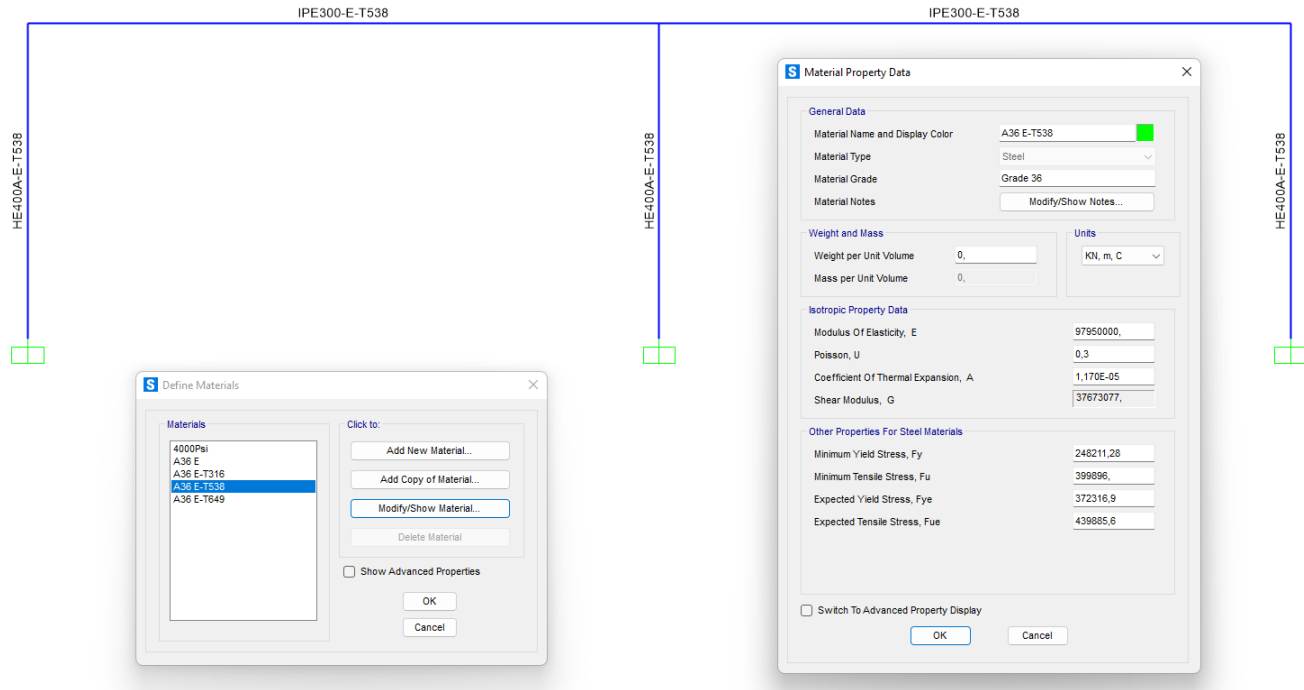 IPE300-E-T538
IPE300-E-T538
HE400A-E-T538
HE400A-E-T538
HE400A-E-T538
S Define Materials
Materials
4000Psi
A36 E
A36 E-T316
A36 E-T538
A36 E-T649
Click to:
Add New Material...
Add Copy of Material...
Modify/Show Material...
Delete Material
Show Advanced Properties
OK
Cancel
S Material Property Data
General Data
Material Name and Display Color A36 E-T538
Material Type Steel
Material Grade Grade 36
Material Notes Modify/Show Notes...
Weight and Mass
Weight per Unit Volume 0,
Mass per Unit Volume 0,
Units
KN, m, C
Isotropic Property Data
Modulus Of Elasticity, E 97950000,
Poisson, U 0,3
Coefficient Of Thermal Expansion, A 1,170E-05
Shear Modulus, G 37673077,
Other Properties For Steel Materials
Minimum Yield Stress, Fy 248211,28
Minimum Tensile Stress, Fu 399896,
Expected Yield Stress, Fye 372316,9
Expected Tensile Stress, Fue 439885,6
Switch To Advanced Property Display
OK Cancel